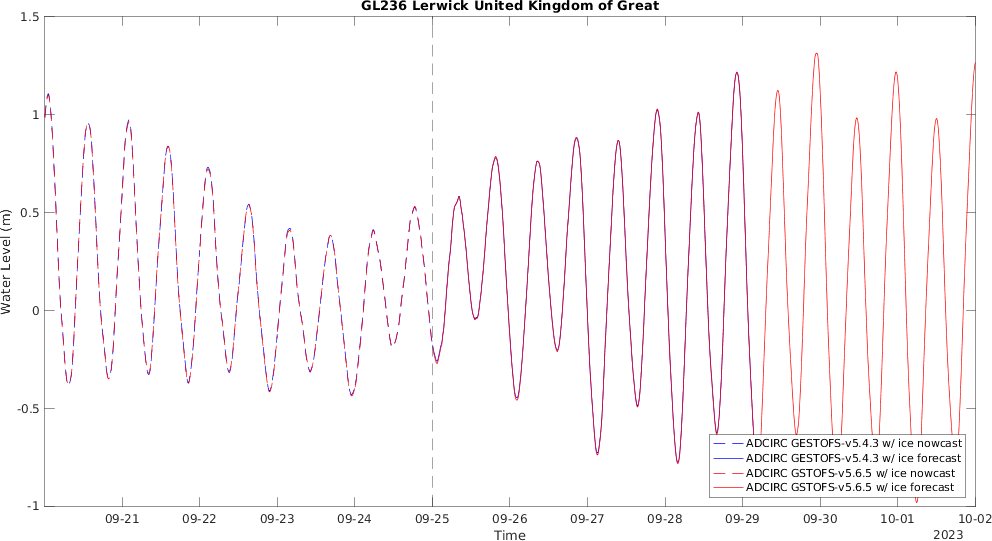 GL236 Lerwick United Kingdom of Great
1.5
1
0.5
0
-0.5
-1
Water Level (m)
09-21 09-22 09-23 09-24 09-25 09-26 09-27 09-28 09-29 09-30 10-01 10-02
Time
2023
ADCIRC GESTOFS-v5.4.3 w/ ice nowcast
ADCIRC GESTOFS-v5.4.3 w/ ice forecast
ADCIRC GSTOFS-v5.6.5 w/ ice nowcast
ADCIRC GSTOFS-v5.6.5 w/ ice forecast